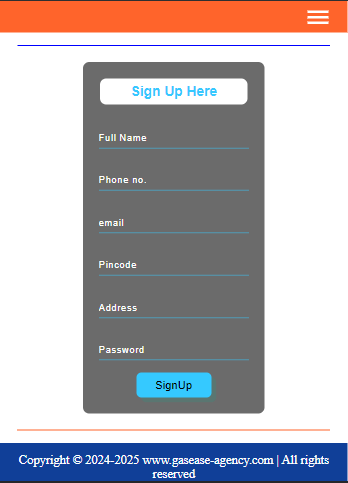 Sign Up Here
Full Name
Phone no.
email
Pincode
Address
Password
SignUp
Copyright © 2024-2025 www.gasease-agency.com | All rights
reserved